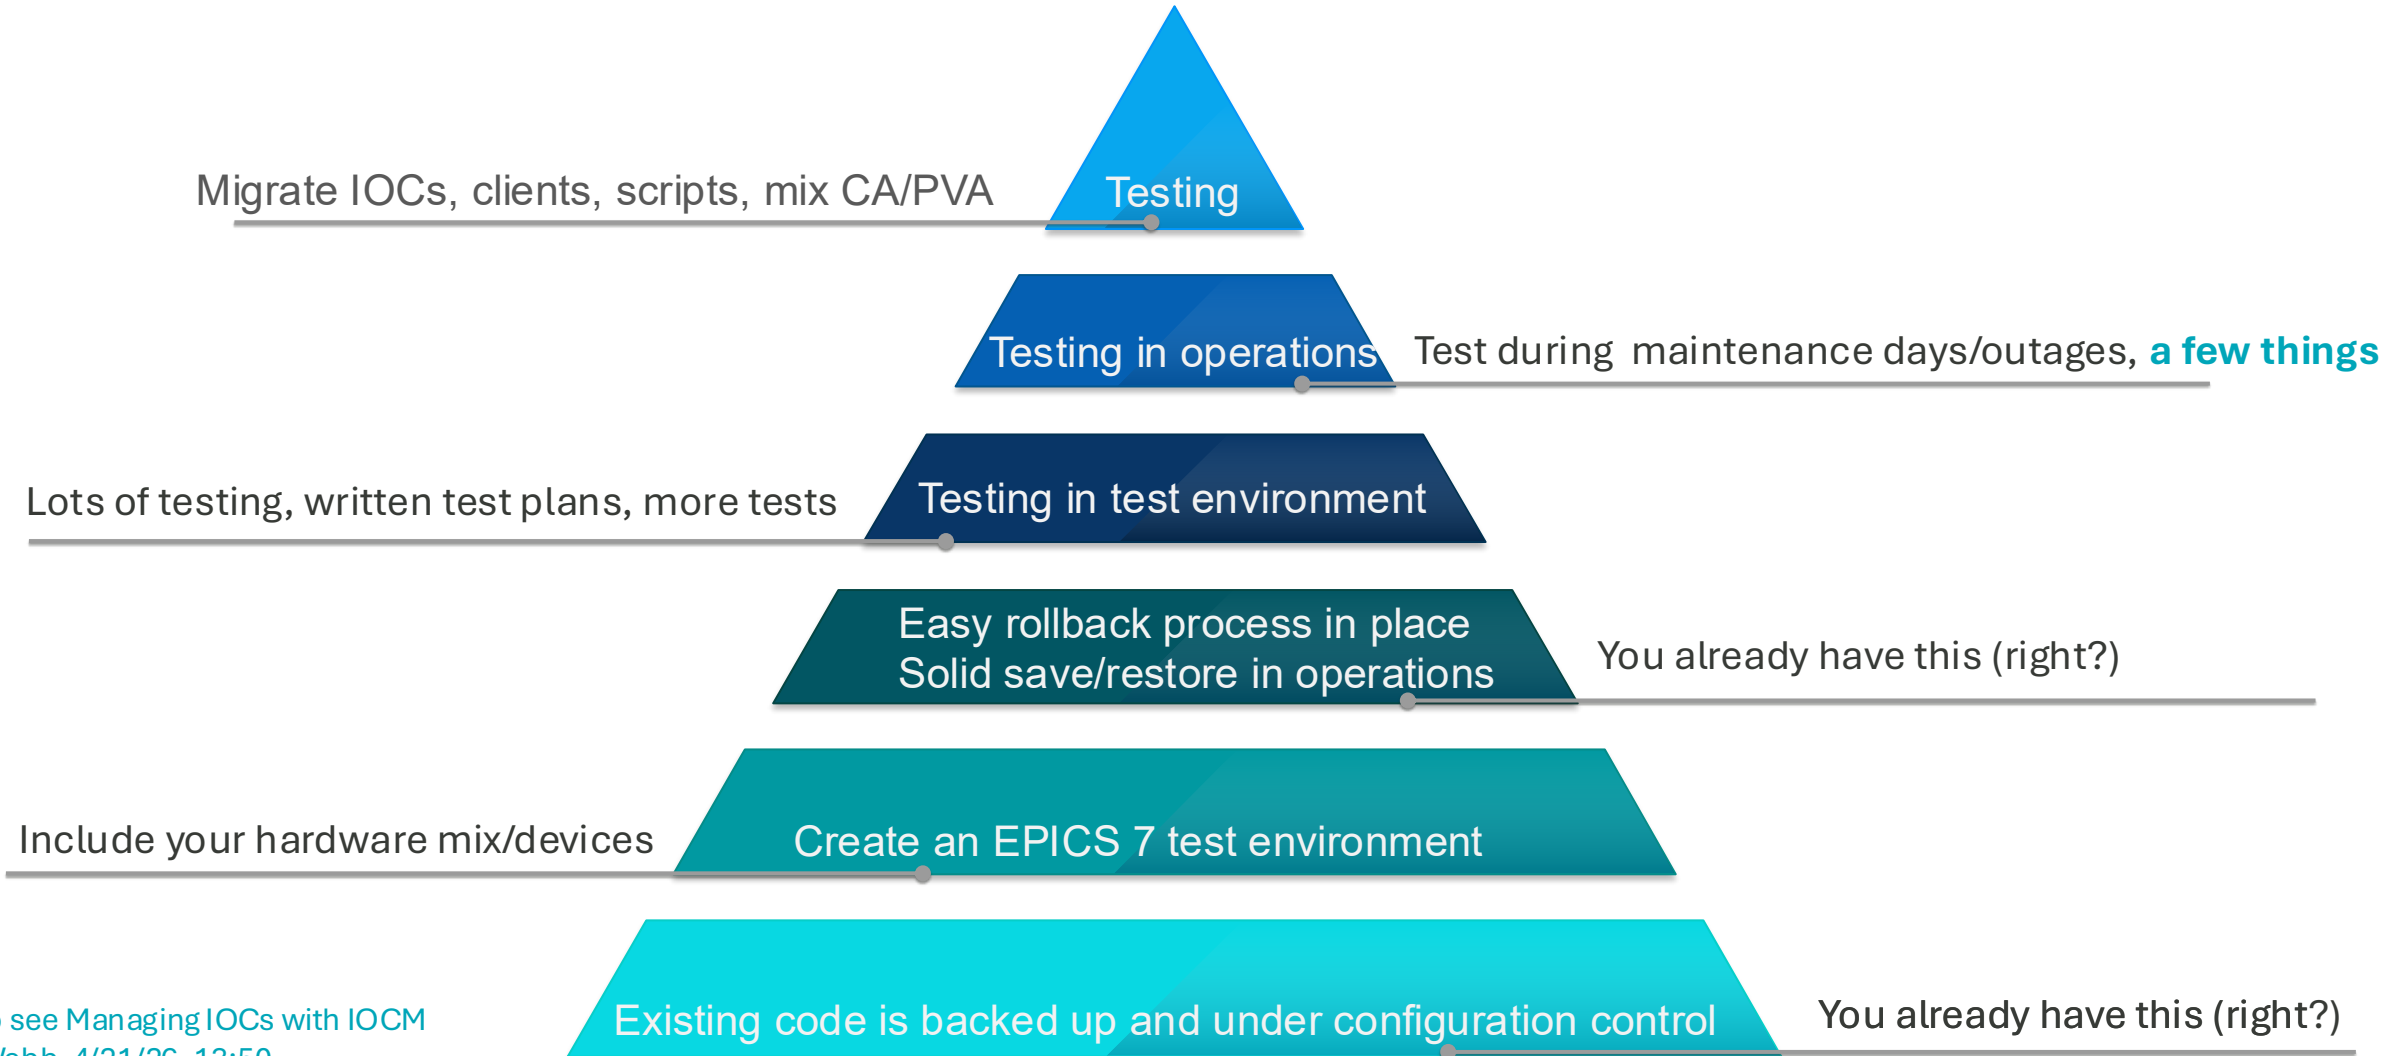 Testing
Migrate IOCs, clients, scripts, mix CA/PVA
Testing in operations
Test during maintenance days/outages, a few things
Testing in test environment
Lots of testing, written test plans, more tests
Easy rollback process in place
Solid save/restore in operations
You already have this (right?)
Create an EPICS 7 test environment
Include your hardware mix/devices
Existing code is backed up and under configuration control
You already have this (right?)
see Managing IOCs with IOCM